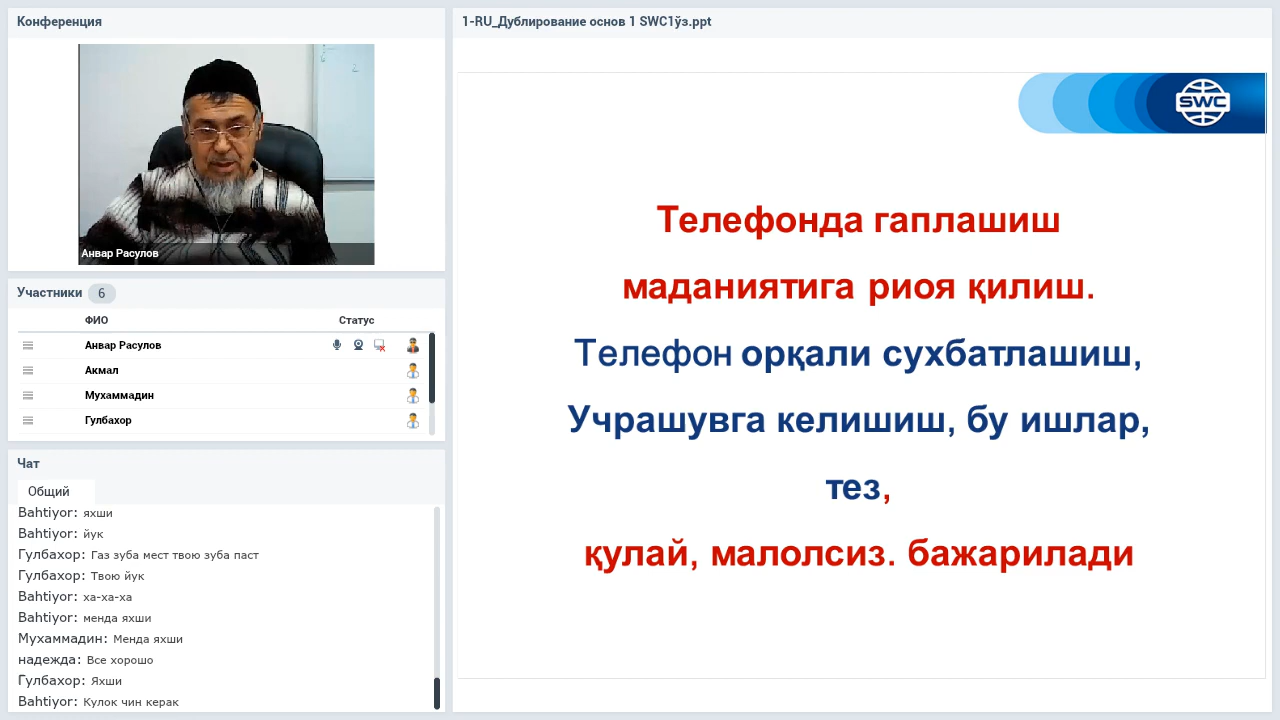 Конференция
Анвар Расулов
Участники 6
ФИО Статус
Анвар Расулов
Акмал
Мухаммадин
Гулбахор
Чат
Общий
Bahtiyor: яхши
Bahtiyor: йук
Гулбахор: Газ зуба мест твою зуба паст
Гулбахор: Твою йук
Bahtiyor: ха-ха-ха
Bahtiyor: менда яхши
Мухаммадин: Менда яхши
надежда: Все хорошо
Гулбахор: Яхши
Bahtiyor: Кулок чин керак
1-RU_Дублирование основ 1 SWC1ўз.ppt
SWC
Телефонда гаплашиш
маданиятига риоя қилиш.
Телефон орқали сухбатлашиш,
Учрашувга келишиш, бу ишлар,
тез,
қулай, малолсиз. бажарилади